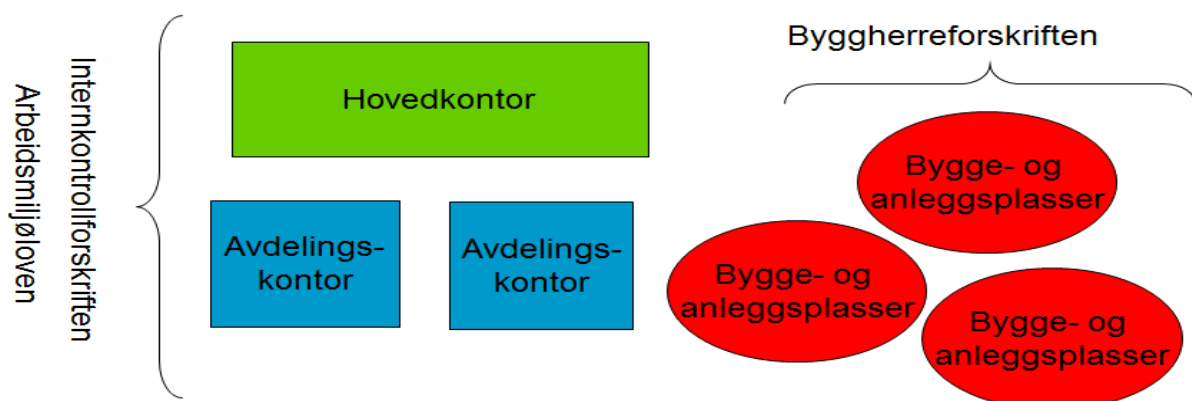 Internkontrollforskriften
Arbeidsmiljøloven
Hovedkontor
Avdelings-
kontor
Avdelings-
kontor
Byggherreforskriften
Bygge- og
anleggsplasser
Bygge- og
anleggsplasser
Bygge- og
anleggsplasser